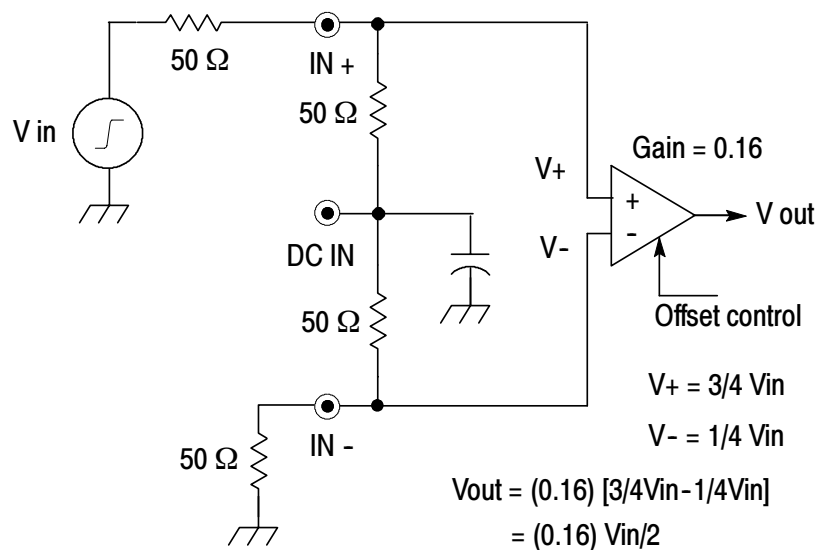 50 Ω
IN +
V in
50 Ω
Gain = 0.16
V+
+
V out
-
V-
DC IN
50 Ω
Offset control
V+ = 3/4 Vin
IN -
V- = 1/4 Vin
50 Ω
Vout = (0.16) [3/4Vin-1/4Vin]
= (0.16) Vin/2